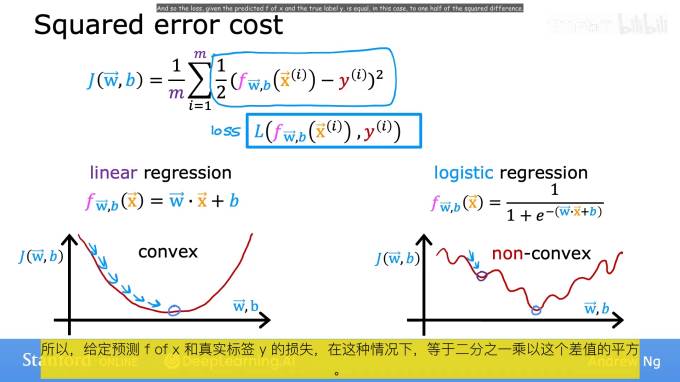 And so the loss, given the predicted f of x and the true label y, is equal, in this case, to one half of the squared difference.
bilibili
Squared error cost
J(w⃗,b) = 1/m ∑_{i=1}^{m} 1/2 (f_{w⃗,b}(x⃗^{(i)}) − y^{(i)})²
loss L(f_{w⃗,b}(x⃗^{(i)}), y^{(i)})
linear regression
f_{w⃗,b}(x⃗) = w⃗ · x⃗ + b
J(w⃗,b)
convex
w⃗,b
logistic regression
f_{w⃗,b}(x⃗) = 1/(1 + e^{−(w⃗·x⃗+b)})
J(w⃗,b)
non-convex
w⃗,b
所以，给定预测 f of x 和真实标签 y 的损失，在这种情况下，等于二分之一乘以这个差值的平方
。
Stanford ONLINE DeepLearning.AI Andrew Ng